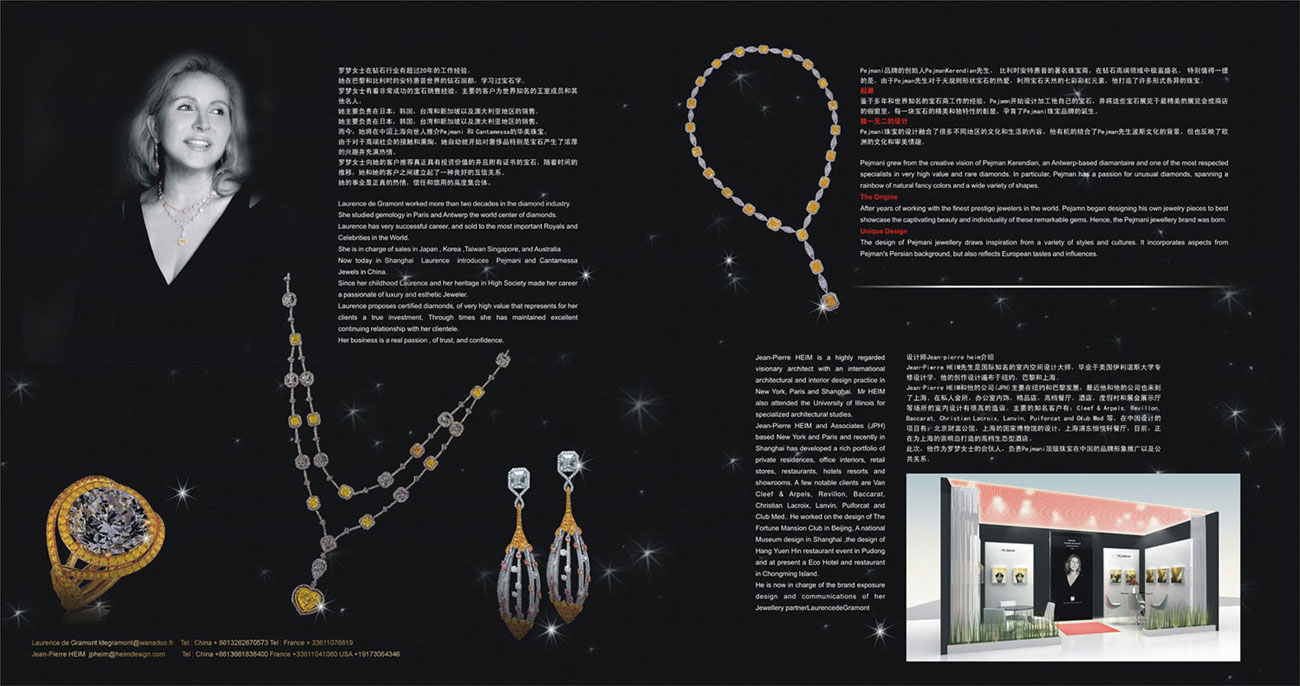 罗梦女士在钻石行业有超过20年的工作经验。
她在巴黎和比利时的安特惠普世界的钻石国都，学习过宝石学。
罗梦女士有着非常成功的宝石销售经验，主要的客户为世界知名的王室成员和其
他名人。
她主要负责在日本，韩国，台湾和新加坡以及澳大利亚地区的销售。
她主要负责在日本，韩国，台湾和新加坡以及澳大利亚地区的销售。
而今，她将在中国上海向世人推介Pejmani 和 Cantamessa的华美珠宝。
由于对于高端社会的接触和熏陶，她自幼就开始对奢侈品特别是宝石产生了浓厚
的兴趣并充满热情。
罗梦女士向她的客户推荐真正具有投资价值的并且附有证书的宝石，随着时间的
推移，她和她的客户之间建立起了一种良好的互信关系。
她的事业是正真的热情，信任和信用的高度集合体。
Laurence de Gramont worked more than two decades in the diamond industry.
She studied gemology in Paris and Antwerp the world center of diamonds.
Laurence has very successful career, and sold to the most important Royals and
Celebrities in the World.
She is in charge of sales in Japan , Korea ,Taiwan Singapore, and Australia
Now today in Shanghai Laurence introduces Pejmani and Cantamessa
Jewels in China.
Since her childhood Laurence and her heritage in High Society made her career
a passionate of luxury and esthetic Jeweler.
Laurence proposes certified diamonds, of very high value that represents for her
clients a true investment, Through times she has maintained excellent
continuing relationship with her clientele.
Her business is a real passion , of trust, and confidence.
Laurence de Gramont ldegramont@wanadoo.fr Tel : China + 8613262670573 Tel : France + 33611076819
Jean-Pierre HEIM jpheim@heimdesign.com Tel : China +8613661838400 France +33611041080 USA +19173064346
Pejmani品牌的创始人PejmanKerendian先生， 比利时安特惠普的著名珠宝商，在钻石高端领域中极富盛名， 特别值得一提
的是，由于Pejman先生对于无规则形状宝石的热爱，利用宝石天然的七彩彩虹元素，他打造了许多形式各异的珠宝。
起源
鉴于多年和世界知名的宝石商工作的经验，Pejamn开始设计加工他自己的宝石，并将这些宝石展览于最精美的展览会或商店
的橱窗里，每一块宝石的精美和独特性的彰显，孕育了Pejmani珠宝品牌的诞生。
独一无二的设计
Pejmani珠宝的设计融合了很多不同地区的文化和生活的内容，他有机的结合了Pejman先生波斯文化的背景，但也反映了欧
洲的文化和审美情趣。
Pejmani grew from the creative vision of Pejman Kerendian, an Antwerp-based diamantaire and one of the most respected
specialists in very high value and rare diamonds. In particular, Pejman has a passion for unusual diamonds, spanning a
rainbow of natural fancy colors and a wide variety of shapes.
The Origine
After years of working with the finest prestige jewelers in the world. Pejamn began designing his own jewelry pieces to best
showcase the captivating beauty and individuality of these remarkable gems. Hence, the Pejmani jewellery brand was born.
Unique Design
The design of Pejmani jewellery draws inspiration from a variety of styles and cultures. It incorporates aspects from
Pejman's Persian background, but also reflects European tastes and influences.
Jean-Pierre HEIM is a highly regarded
visionary architect with an international
architectural and interior design practice in
New York, Paris and Shanghai. Mr HEIM
also attended the University of Illinois for
specialized architectural studies.
Jean-Pierre HEIM and Associates (JPH)
based New York and Paris and recently in
Shanghai has developed a rich portfolio of
private residences, office interiors, retail
stores, restaurants, hotels resorts and
showrooms. A few notable clients are Van
Cleef & Arpels, Revillon, Baccarat,
Christian Lacroix, Lanvin, Puiforcat and
Club Med.. He worked on the design of The
Fortune Mansion Club in Beijing, A national
Museum design in Shanghai ,the design of
Hang Yuen Hin restaurant event in Pudong
and at present a Eco Hotel and restaurant
in Chongming Island.
He is now in charge of the brand exposure
design and communications of her
Jewellery partnerLaurencedeGramont
设计师Jean-pierre heim介绍
Jean-Pierre HEIM先生是国际知名的室内空间设计大师，毕业于美国伊利诺斯大学专
修设计学，他的创作设计遍布于纽约，巴黎和上海。
Jean-Pierre HEIM和他的公司(JPH)主要在纽约和巴黎发展，最近他和他的公司也来到
了上海，在私人会所，办公室内饰，精品店，高档餐厅，酒店，度假村和展会展示厅
等场所的室内设计有很高的造诣，主要的知名客户有：Cleef & Arpels, Revillon,
Baccarat, Christian Lacroix, Lanvin, Puiforcat and Club Med 等，在中国设计的
项目有：北京财富公馆，上海的国家博物馆的设计，上海浦东恒悦轩餐厅，目前，正
在为上海的崇明岛打造的高档生态型酒店。
此次，他作为罗梦女士的合伙人，负责Pejmani顶级珠宝在中国的品牌形象推广以及公
共关系。